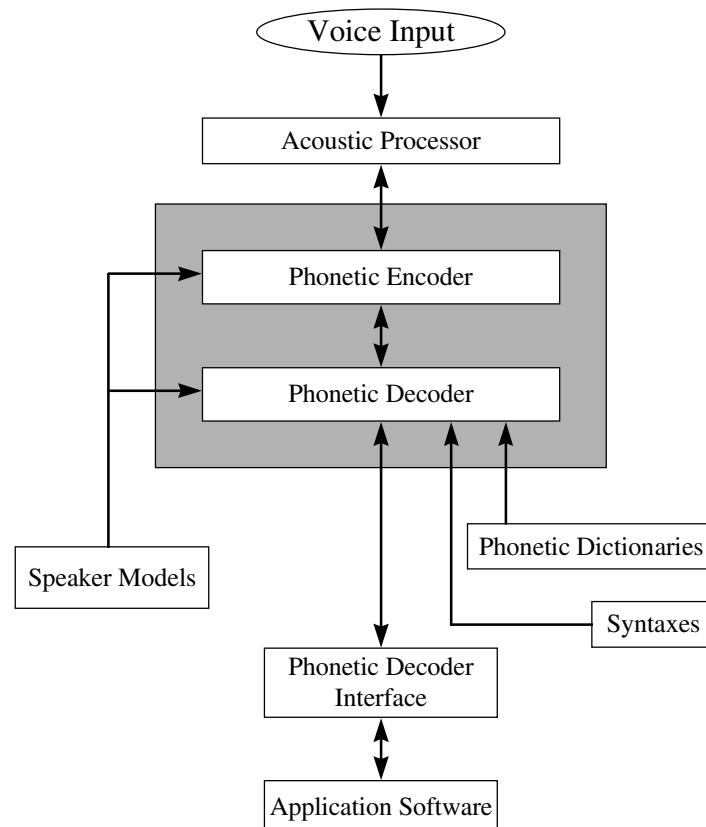 Voice Input
Acoustic Processor
Phonetic Encoder
Phonetic Decoder
Phonetic Dictionaries
Speaker Models
Syntaxes
Phonetic Decoder
Interface
Application Software